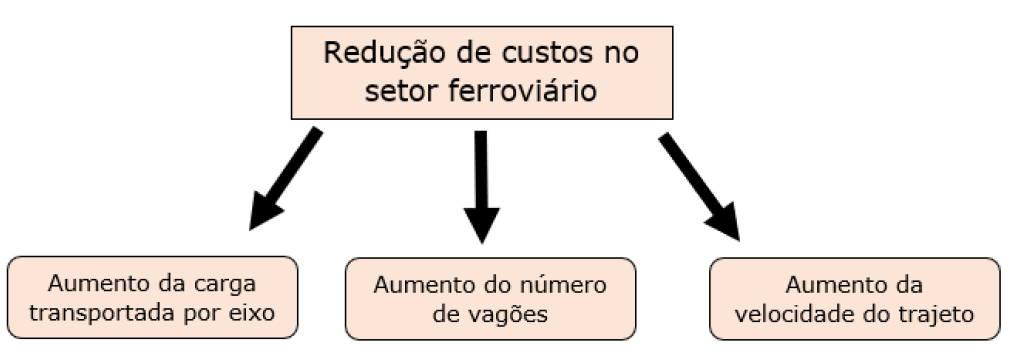 Redução de custos no
setor ferroviário
Aumento da carga
transportada por eixo
Aumento do número
de vagões
Aumento da
velocidade do trajeto